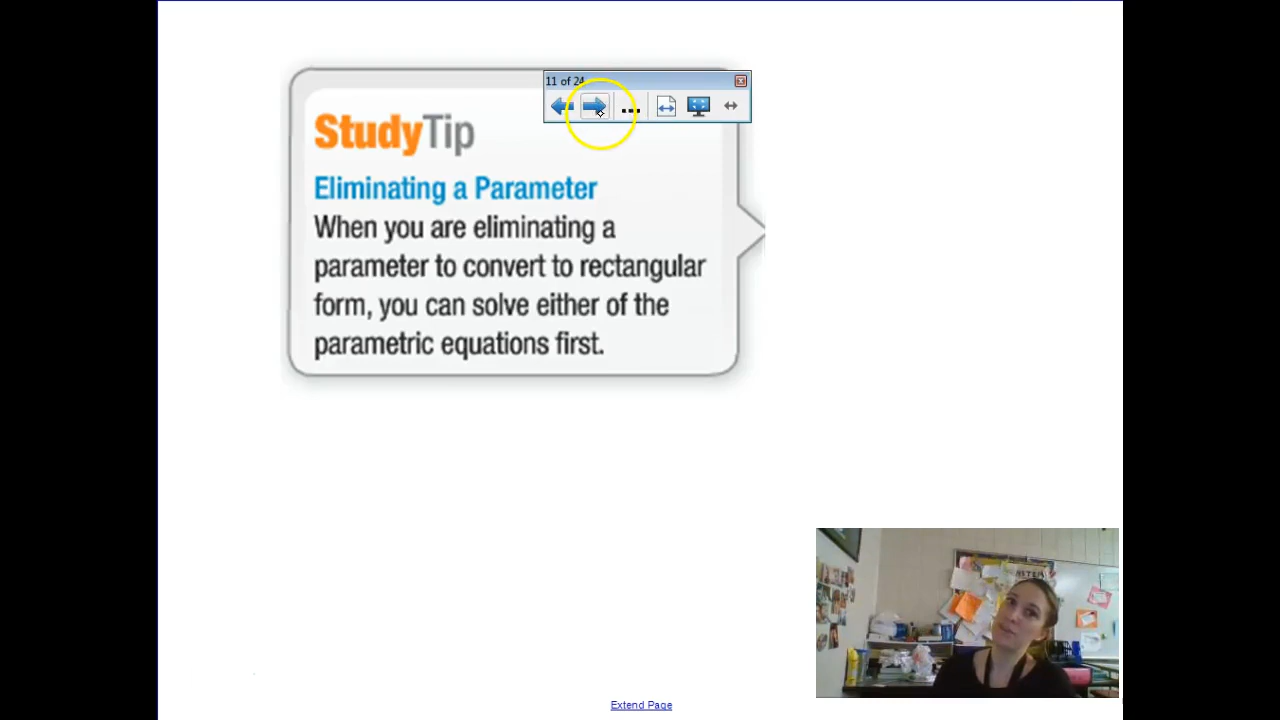 11 of 24
StudyTip
Eliminating a Parameter
When you are eliminating a
parameter to convert to rectangular
form, you can solve either of the
parametric equations first.
Extend Page